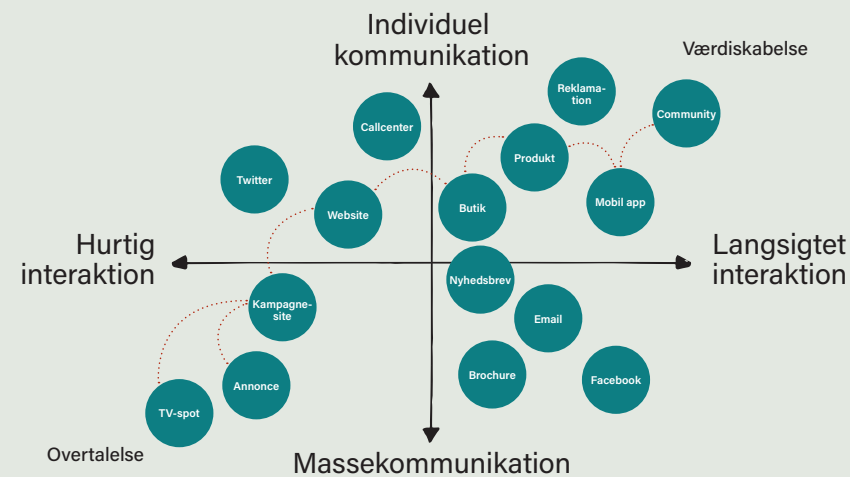 Individuel
kommunikation
Værdiskabelse
Reklama-
tion
Community
Callcenter
Produkt
Twitter
Mobil app
Butik
Website
Hurtig
interaktion
Langsigtet
interaktion
Nyhedsbrev
Kampagne-
site
Email
Brochure
Facebook
Annonce
TV-spot
Overtalelse
Massekommunikation